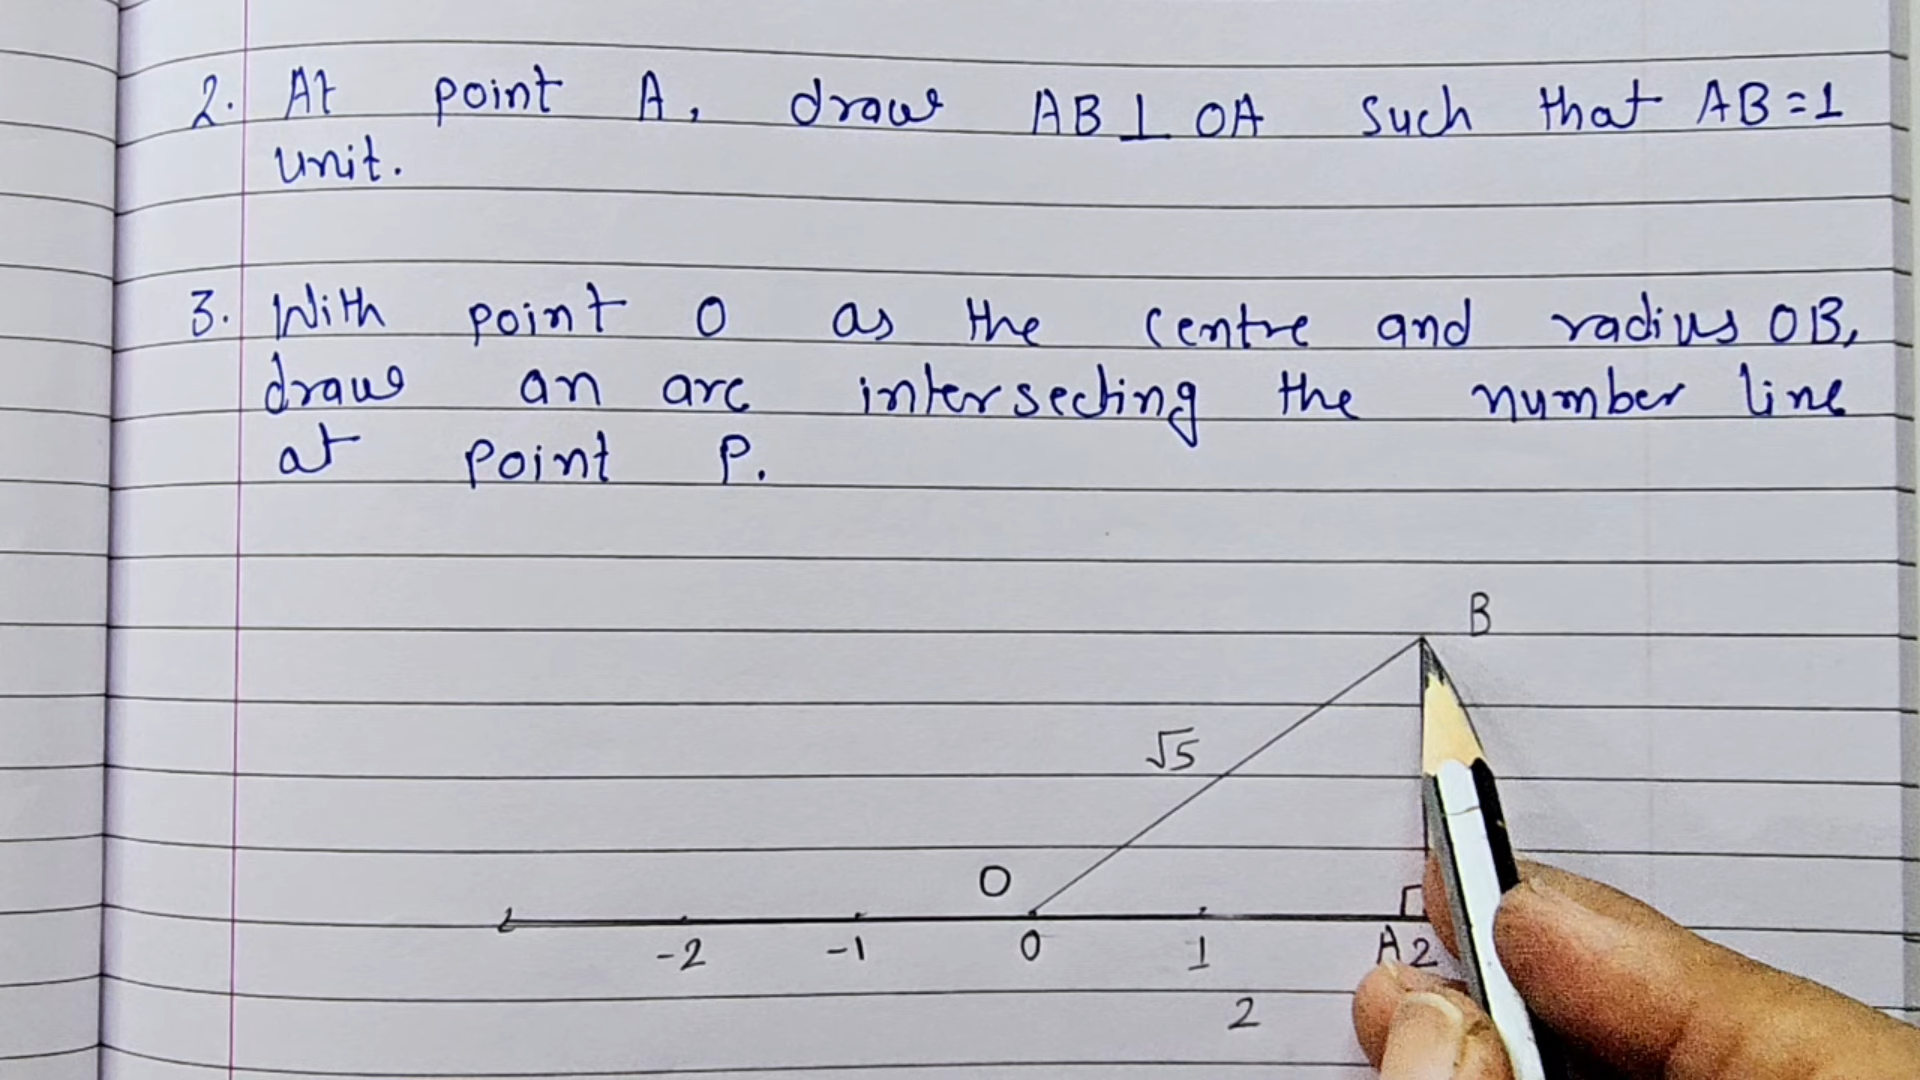 2. At point A, draw AB ⊥ OA such that AB = 1
unit.
3. With point O as the centre and radius OB,
draw an arc intersecting the number line
at point P.
B
√5
O
-2 -1 0 1 A 2
2